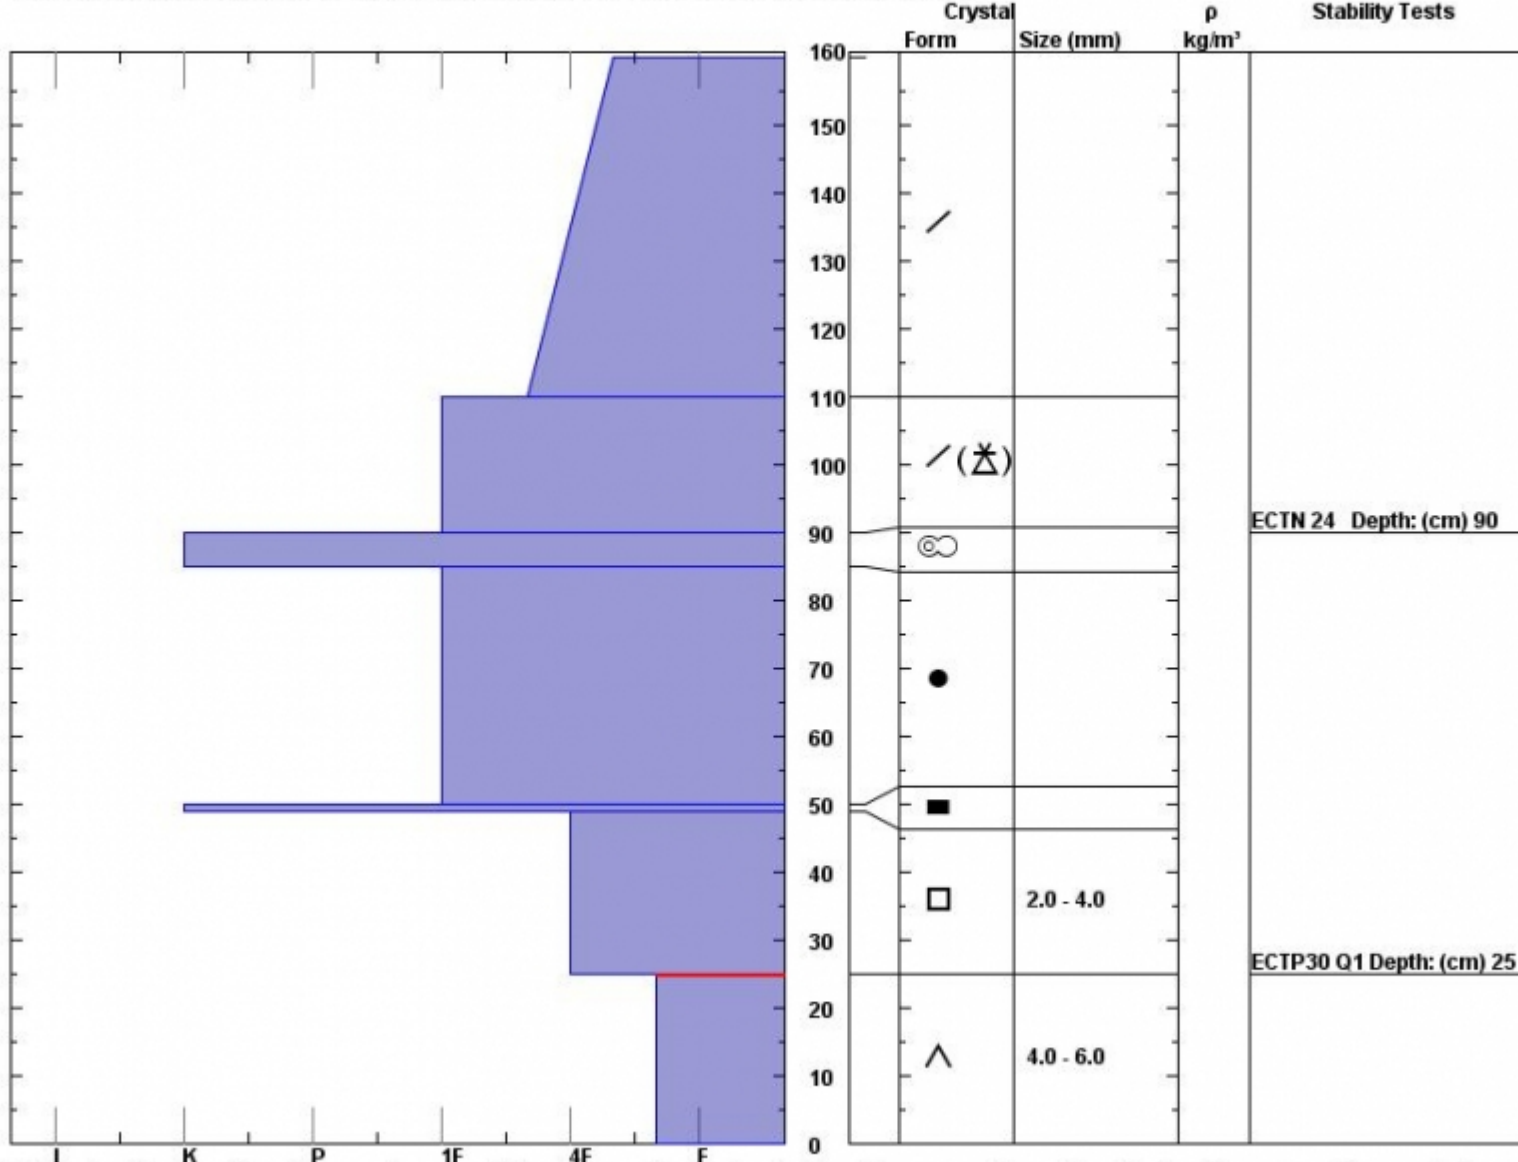 Crystal ρ Stability Tests
Form Size (mm) kg/m³
160
150
140
130
120
110
100
ECTN 24 Depth: (cm) 90
90
80
70
60
50
40
2.0 - 4.0
30
ECTP30 Q1 Depth: (cm) 25
20
4.0 - 6.0
10
0
I K P 1F 4F F